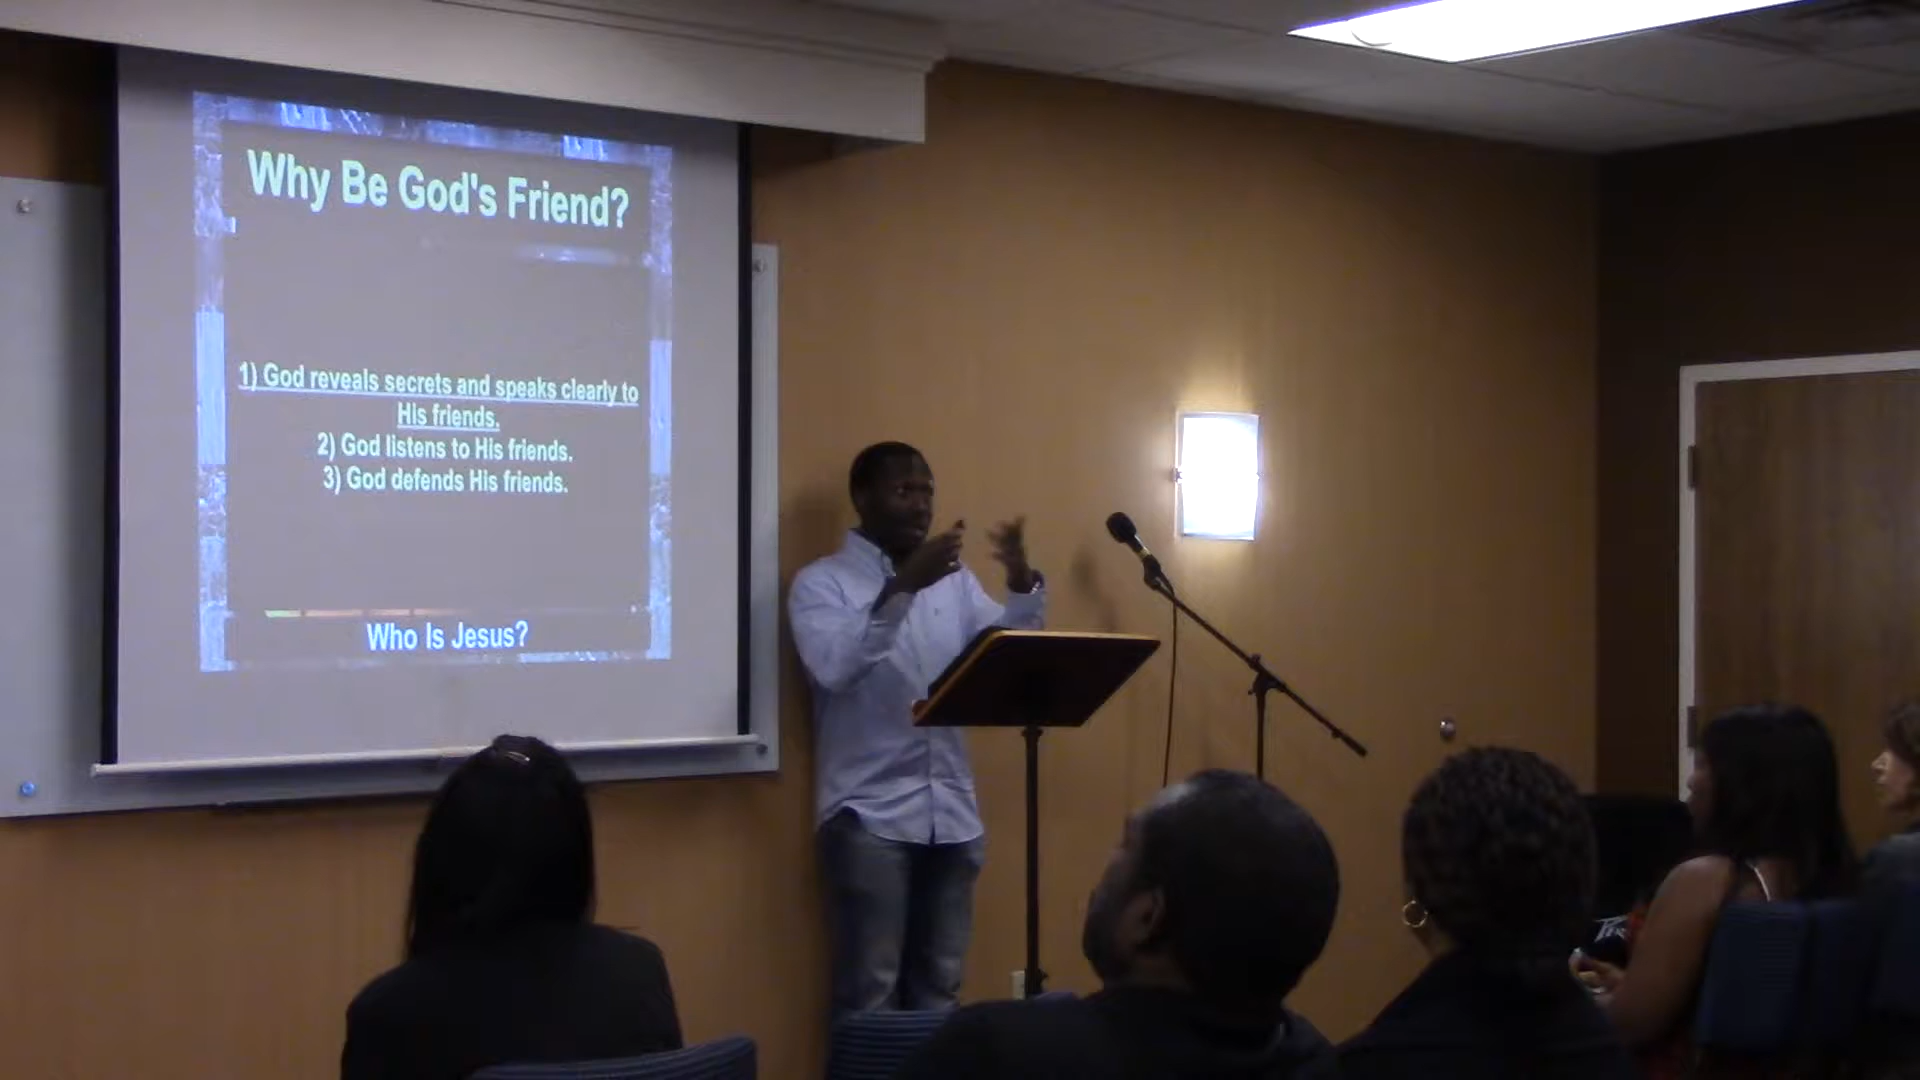 Why Be God's Friend?
1) God reveals secrets and speaks clearly to
His friends.
2) God listens to His friends.
3) God defends His friends.
Who Is Jesus?